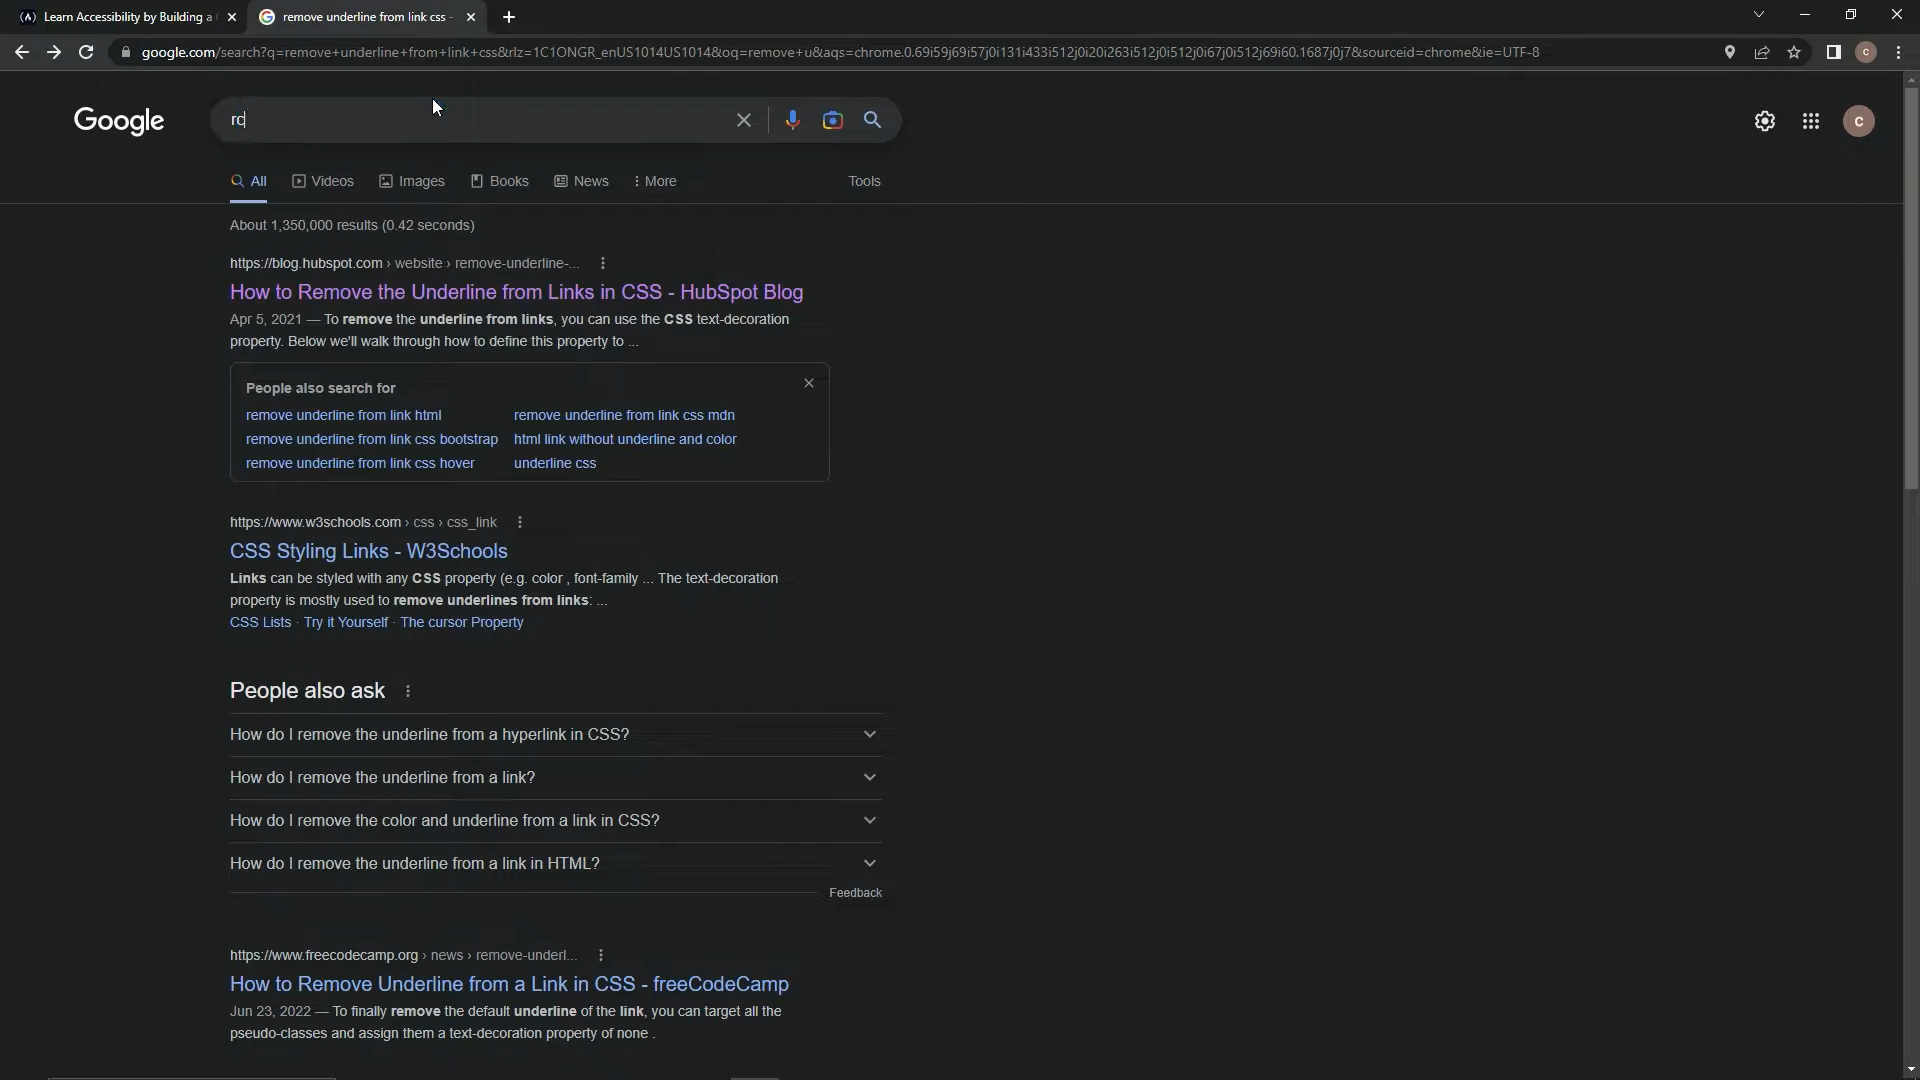 Learn Accessibility by Building a
remove underline from link css -
google.com/search?q=remove+underline+from+link+css&rlz=1C1ONGR_enUS1014US1014&oq=remove+u&aqs=chrome.0.69i59j69i57j0i131i433i512j0i20i263i512j0i512j0i67j0i512j69i60.1687j0j7&sourceid=chrome&ie=UTF-8
C
Google
rc
C
All
Videos
Images
Books
News
More
Tools
About 1,350,000 results (0.42 seconds)
https://blog.hubspot.com › website › remove-underline-...
How to Remove the Underline from Links in CSS - HubSpot Blog
Apr 5, 2021 — To remove the underline from links, you can use the CSS text-decoration
property. Below we'll walk through how to define this property to ...
People also search for
remove underline from link html
remove underline from link css mdn
remove underline from link css bootstrap
html link without underline and color
remove underline from link css hover
underline css
https://www.w3schools.com › css › css_link
CSS Styling Links - W3Schools
Links can be styled with any CSS property (e.g. color , font-family ... The text-decoration
property is mostly used to remove underlines from links: ...
CSS Lists · Try it Yourself · The cursor Property
People also ask
How do I remove the underline from a hyperlink in CSS?
How do I remove the underline from a link?
How do I remove the color and underline from a link in CSS?
How do I remove the underline from a link in HTML?
Feedback
https://www.freecodecamp.org › news › remove-underl...
How to Remove Underline from a Link in CSS - freeCodeCamp
Jun 23, 2022 — To finally remove the default underline of the link, you can target all the
pseudo-classes and assign them a text-decoration property of none .